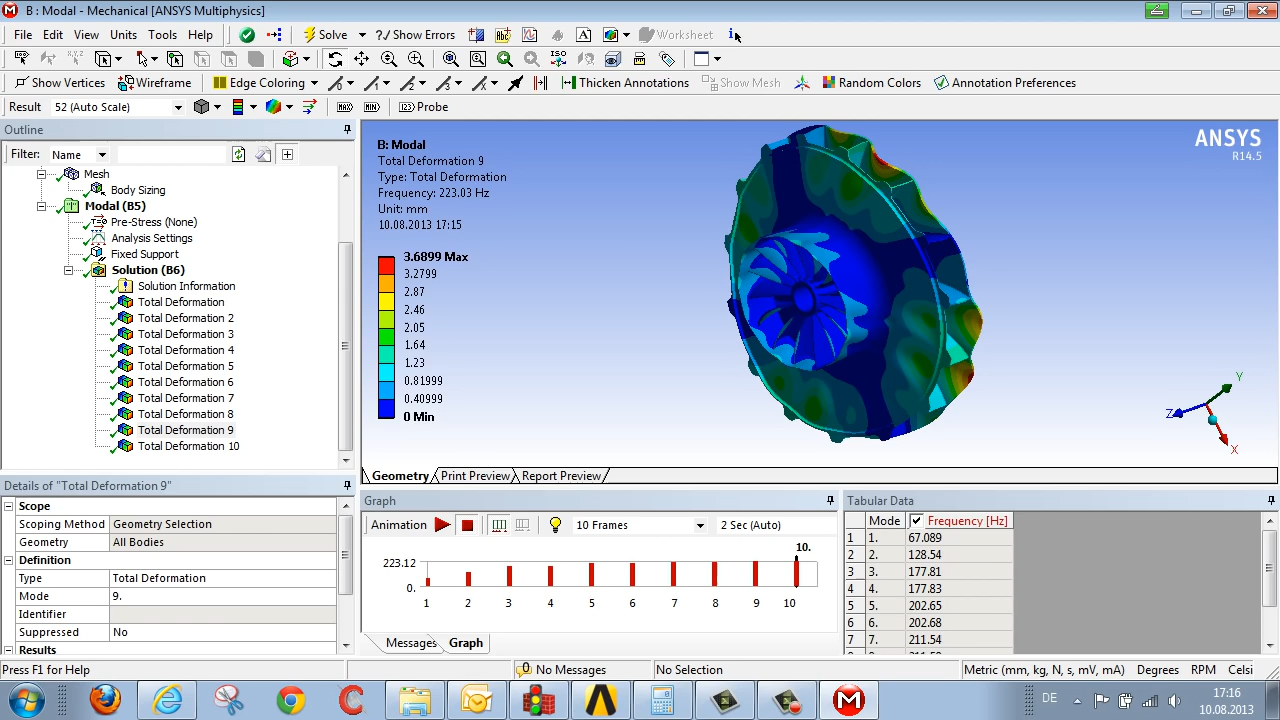 B : Modal - Mechanical [ANSYS Multiphysics]
File Edit View Units Tools Help Solve ?/ Show Errors Worksheet
Show Vertices Wireframe Edge Coloring Thicken Annotations Show Mesh Random Colors Annotation Preferences
Result 52 (Auto Scale) MAX MIN Probe
Outline
Filter: Name
Mesh
Body Sizing
Modal (B5)
Pre-Stress (None)
Analysis Settings
Fixed Support
Solution (B6)
Solution Information
Total Deformation
Total Deformation 2
Total Deformation 3
Total Deformation 4
Total Deformation 5
Total Deformation 6
Total Deformation 7
Total Deformation 8
Total Deformation 9
Total Deformation 10
B: Modal
Total Deformation 9
Type: Total Deformation
Frequency: 223.03 Hz
Unit: mm
10.08.2013 17:15
3.6899 Max
3.2799
2.87
2.46
2.05
1.64
1.23
0.81999
0.40999
0 Min
ANSYS
R14.5
Y
Z
X
Geometry Print Preview Report Preview
Details of "Total Deformation 9"
Scope
Scoping Method Geometry Selection
Geometry All Bodies
Definition
Type Total Deformation
Mode 9.
Identifier
Suppressed No
Results
Graph
Animation 10 Frames 2 Sec (Auto)
10.
223.12
0.
1 2 3 4 5 6 7 8 9 10
Messages Graph
Tabular Data
Mode Frequency [Hz]
1 1. 67.089
2 2. 128.54
3 3. 177.81
4 4. 177.83
5 5. 202.65
6 6. 202.68
7 7. 211.54
Press F1 for Help
No Messages
No Selection
Metric (mm, kg, N, s, mV, mA) Degrees RPM Celsi
DE
17:16
10.08.2013